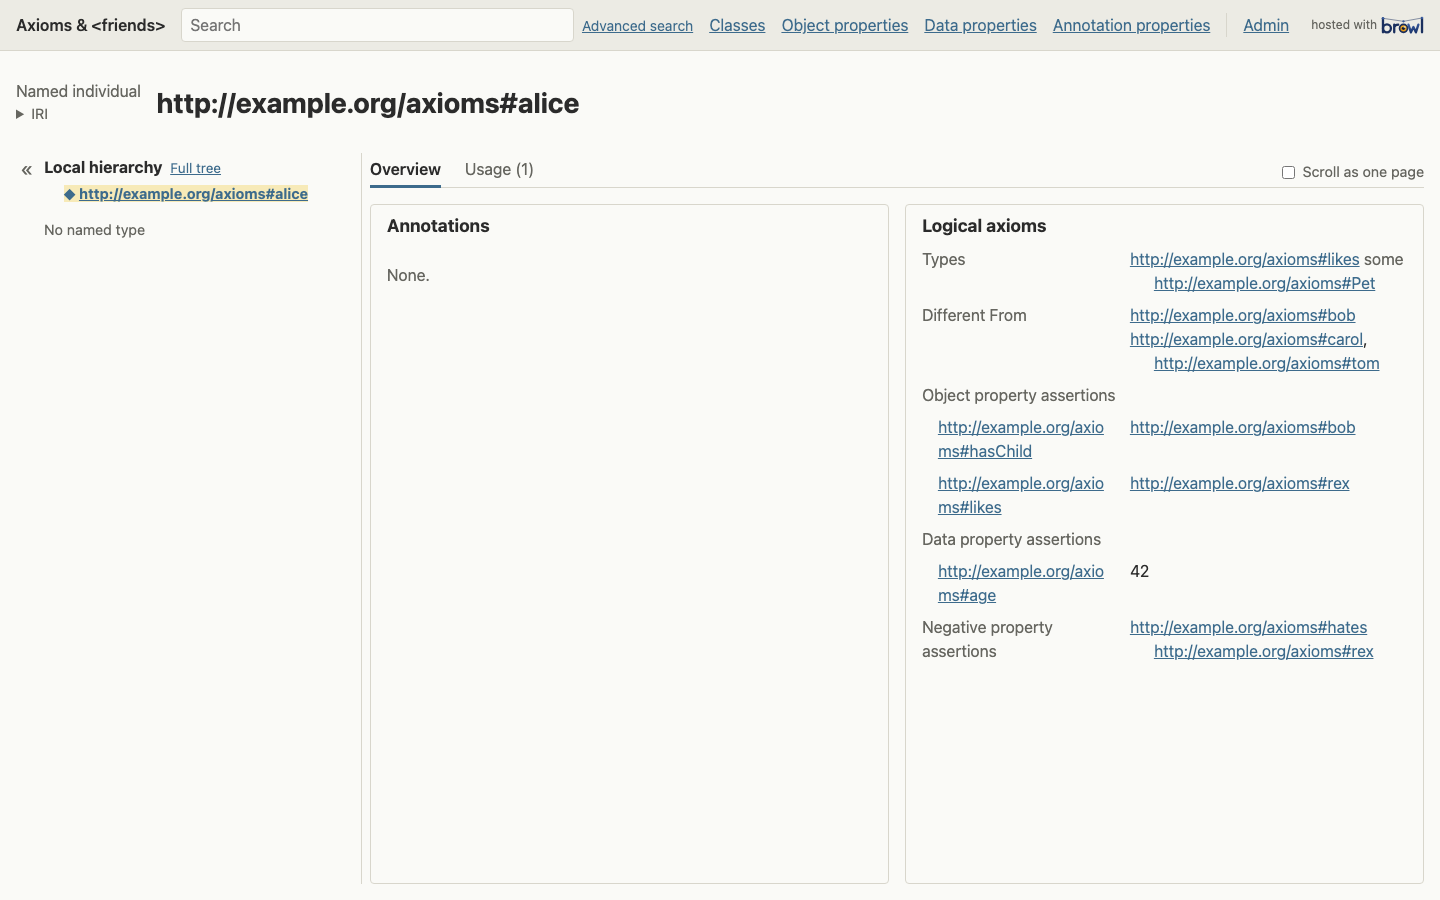 Axioms & <friends>
Search
Advanced search
Classes
Object properties
Data properties
Annotation properties
Admin
hosted with browl
Named individual
IRI
http://example.org/axioms#alice
« Local hierarchy Full tree
http://example.org/axioms#alice
No named type
Overview
Usage (1)
Scroll as one page
Annotations
None.
Logical axioms
Types
http://example.org/axioms#likes some
http://example.org/axioms#Pet
Different From
http://example.org/axioms#bob
http://example.org/axioms#carol,
http://example.org/axioms#tom
Object property assertions
http://example.org/axio
ms#hasChild
http://example.org/axioms#bob
http://example.org/axio
ms#likes
http://example.org/axioms#rex
Data property assertions
http://example.org/axio
ms#age
42
Negative property
assertions
http://example.org/axioms#hates
http://example.org/axioms#rex